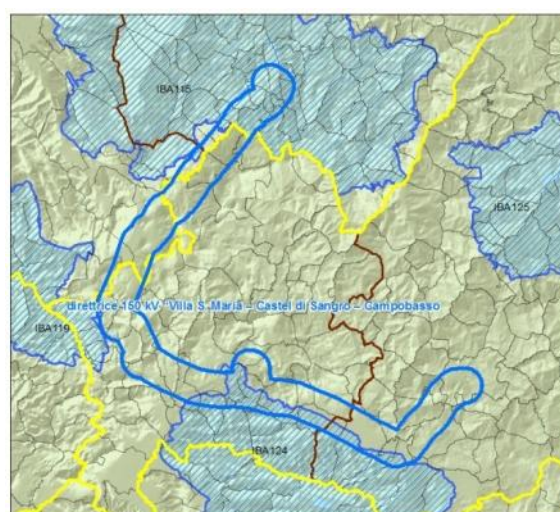 IBA115
IBA125
direttrice 150 kV "Villa S. Maria – Castel di Sangro – Campobasso
IBA119
IBA124